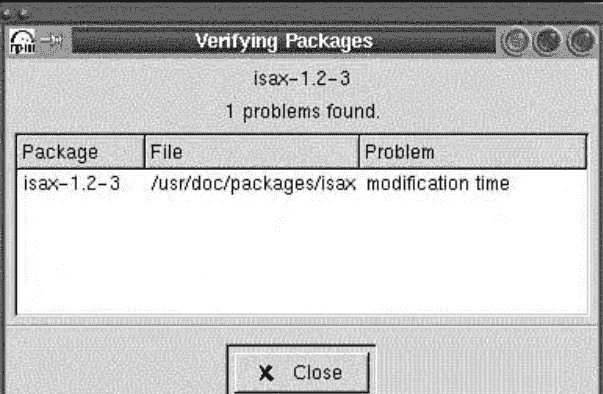 rpm
Verifying Packages
isax-1.2-3
1 problems found.
Package File Problem
isax-1.2-3 /usr/doc/packages/isax modification time
X Close